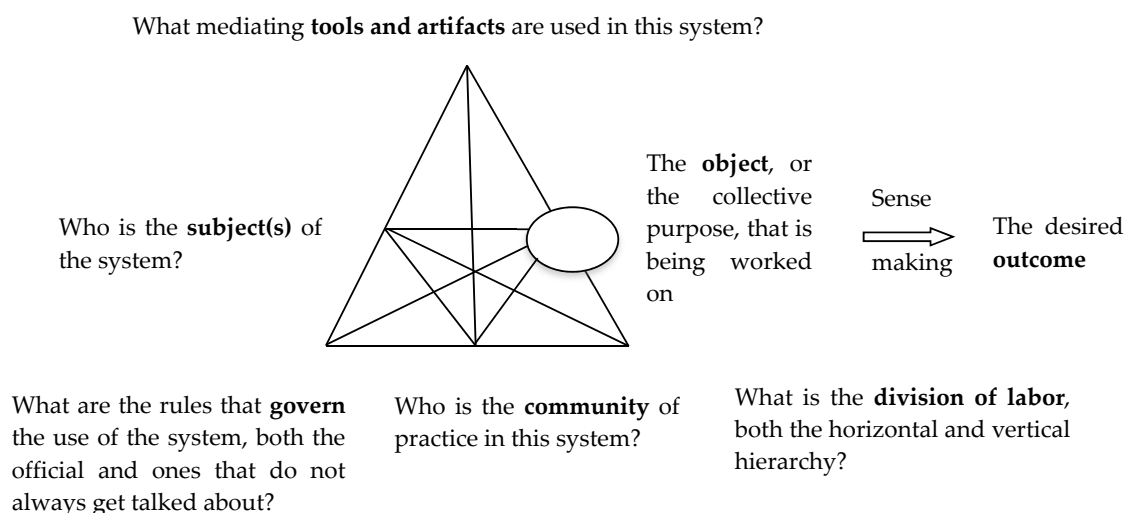 What mediating tools and artifacts are used in this system?
Who is the subject(s) of
the system?
The object, or
the collective
purpose, that is
being worked
on
Sense
making
The desired
outcome
What are the rules that govern
the use of the system, both the
official and ones that do not
always get talked about?
Who is the community of
practice in this system?
What is the division of labor,
both the horizontal and vertical
hierarchy?